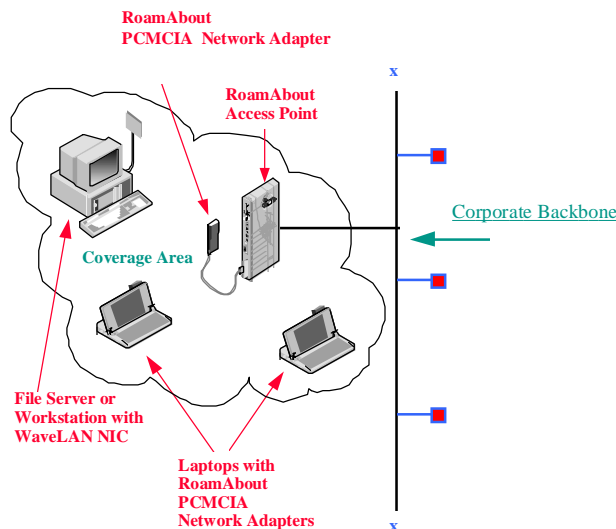 RoamAbout
PCMCIA Network Adapter
x
RoamAbout
Access Point
Corporate Backbone
Coverage Area
File Server or
Workstation with
WaveLAN NIC
Laptops with
RoamAbout
PCMCIA
Network Adapters
x